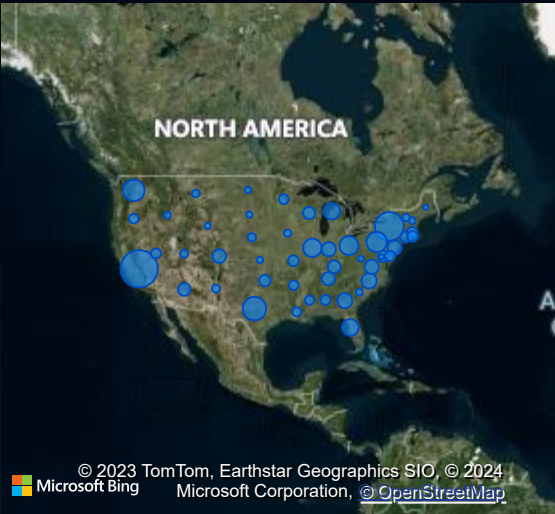 NORTH AMERICA
A
© 2023 TomTom, Earthstar Geographics SIO, © 2024
Microsoft Bing
Microsoft Corporation, © OpenStreetMap